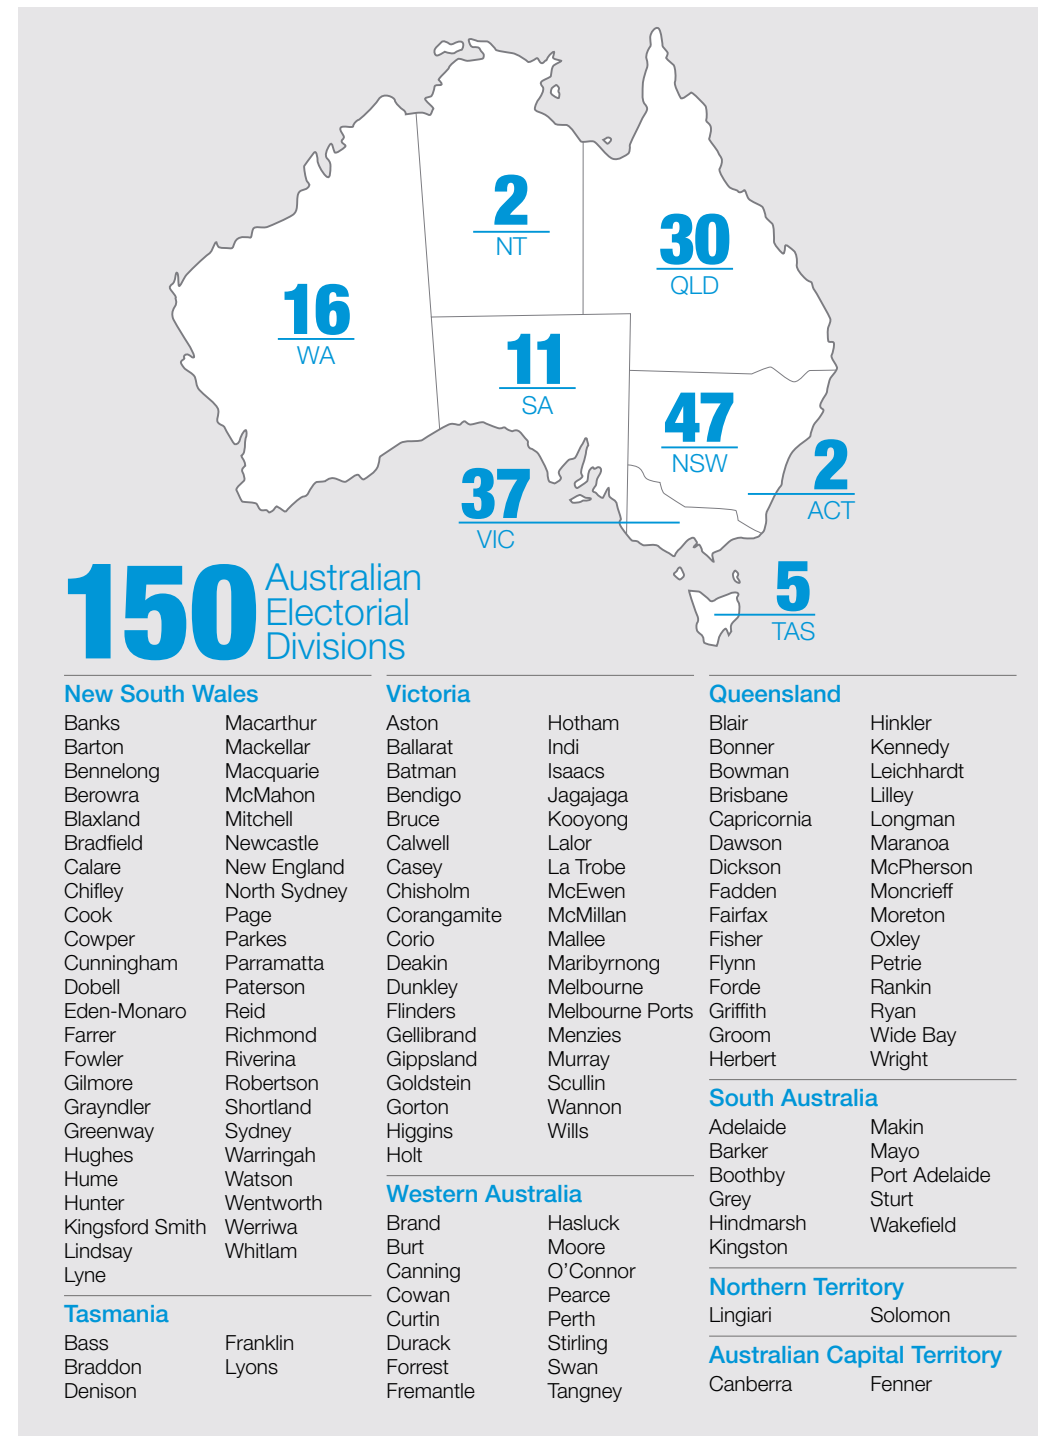 2
NT
30
QLD
16
WA
11
SA
47
NSW
2
ACT
37
VIC
5
TAS
150
Australian
Electorial
Divisions
New South Wales
Banks
Barton
Bennelong
Berowra
Blaxland
Bradfield
Calare
Chifley
Cook
Cowper
Cunningham
Dobell
Eden-Monaro
Farrer
Fowler
Gilmore
Grayndler
Greenway
Hughes
Hume
Hunter
Kingsford Smith
Lindsay
Lyne
Macarthur
Mackellar
Macquarie
McMahon
Mitchell
Newcastle
New England
North Sydney
Page
Parkes
Parramatta
Paterson
Reid
Richmond
Riverina
Robertson
Shortland
Sydney
Warringah
Watson
Wentworth
Werriwa
Whitlam
Tasmania
Bass
Braddon
Denison
Franklin
Lyons
Victoria
Aston
Ballarat
Batman
Bendigo
Bruce
Calwell
Casey
Chisholm
Corangamite
Corio
Deakin
Dunkley
Flinders
Gellibrand
Gippsland
Goldstein
Gorton
Higgins
Holt
Hotham
Indi
Isaacs
Jagajaga
Kooyong
Lalor
La Trobe
McEwen
McMillan
Mallee
Maribyrnong
Melbourne
Melbourne Ports
Menzies
Murray
Scullin
Wannon
Wills
Western Australia
Brand
Burt
Canning
Cowan
Curtin
Durack
Forrest
Fremantle
Hasluck
Moore
O’Connor
Pearce
Perth
Stirling
Swan
Tangney
Queensland
Blair
Bonner
Bowman
Brisbane
Capricornia
Dawson
Dickson
Fadden
Fairfax
Fisher
Flynn
Forde
Griffith
Groom
Herbert
Hinkler
Kennedy
Leichhardt
Lilley
Longman
Maranoa
McPherson
Moncrieff
Moreton
Oxley
Petrie
Rankin
Ryan
Wide Bay
Wright
South Australia
Adelaide
Barker
Boothby
Grey
Hindmarsh
Kingston
Makin
Mayo
Port Adelaide
Sturt
Wakefield
Northern Territory
Lingiari
Solomon
Australian Capital Territory
Canberra
Fenner